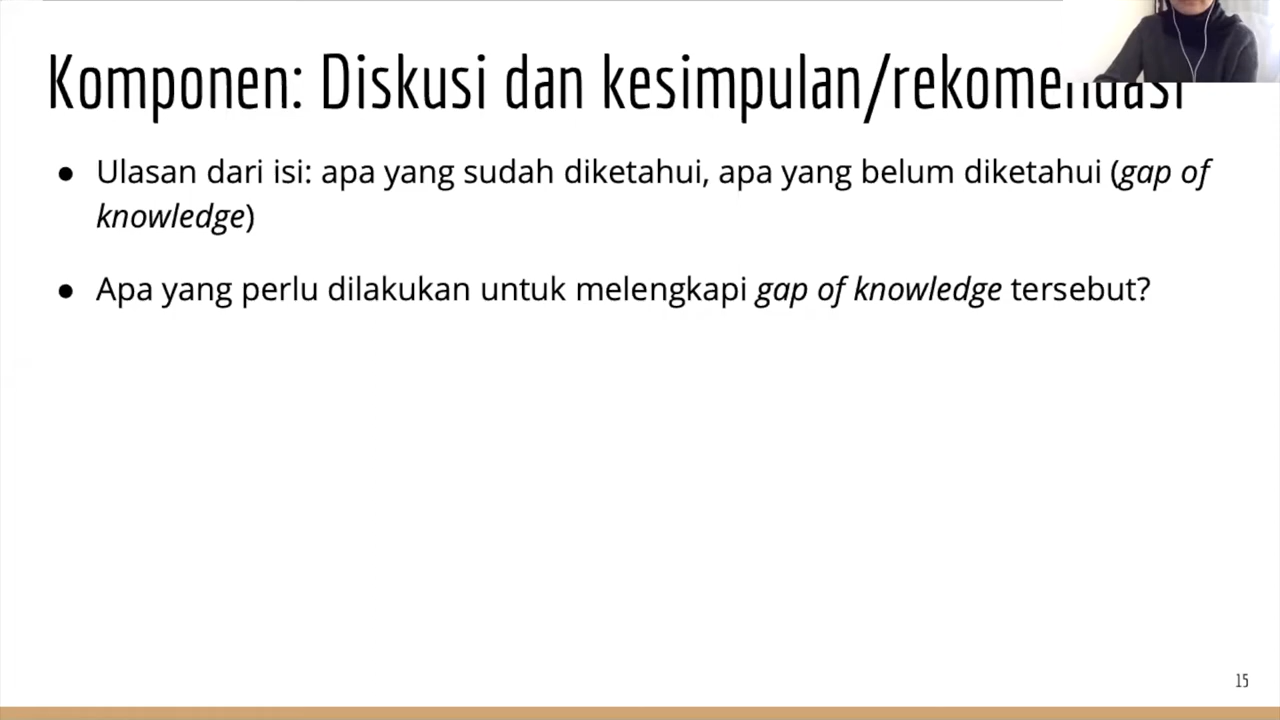 Komponen: Diskusi dan kesimpulan/rekomendasi
● Ulasan dari isi: apa yang sudah diketahui, apa yang belum diketahui (gap of
knowledge)
● Apa yang perlu dilakukan untuk melengkapi gap of knowledge tersebut?
15